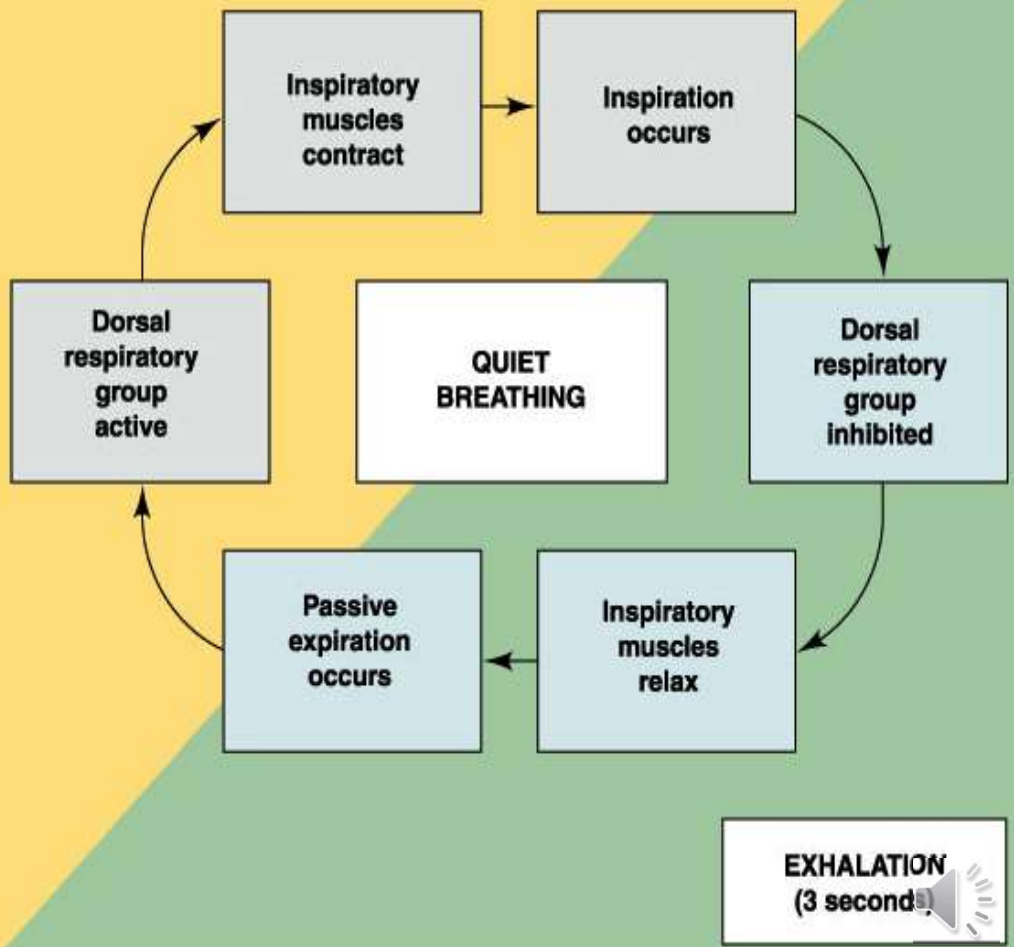 Inspiratory
muscles
contract
Inspiration
occurs
Dorsal
respiratory
group
active
QUIET
BREATHING
Dorsal
respiratory
group
inhibited
Passive
expiration
occurs
Inspiratory
muscles
relax
EXHALATION
(3 seconds)